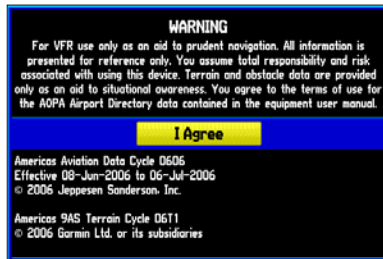 WARNING
For VFR use only as an aid to prudent navigation. All information is
presented for reference only. You assume total responsibility and risk
associated with using this device. Terrain and obstacle data are provided
only as an aid to situational awareness. You agree to the terms of use for
the AOPA Airport Directory data contained in the equipment user manual.
I Agree
Americas Aviation Data Cycle 0606
Effective 08-Jun-2006 to 06-Jul-2006
© 2006 Jeppesen Sanderson, Inc.
Americas 9AS Terrain Cycle 06T1
© 2006 Garmin Ltd. or its subsidiaries